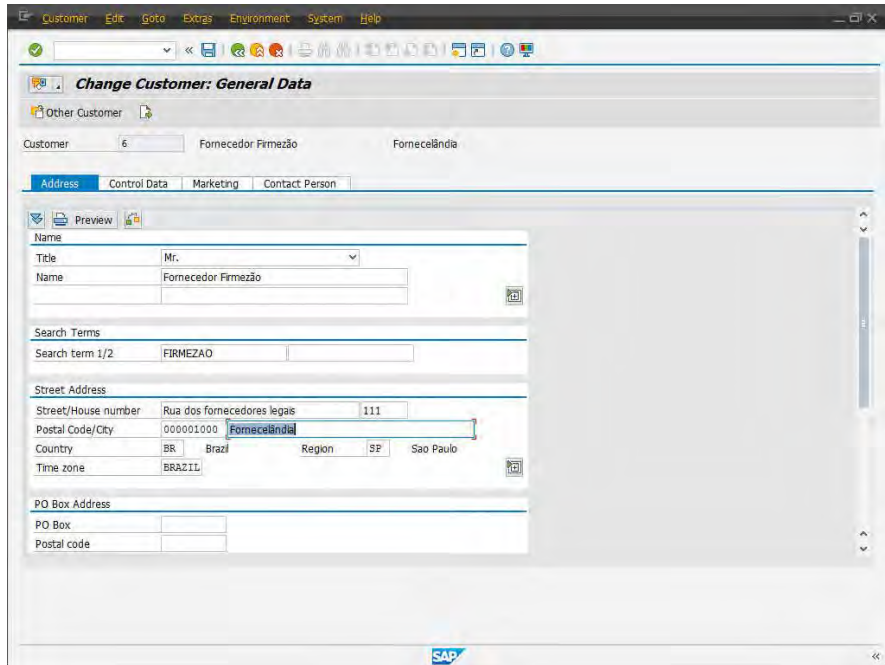 Customer Edit Goto Extras Environment System Help
Change Customer: General Data
Other Customer
Customer 6 Fornecedor Firmezão Fornecelândia
Address Control Data Marketing Contact Person
Preview
Name
Title Mr.
Name Fornecedor Firmezão
Search Terms
Search term 1/2 FIRMEZAO
Street Address
Street/House number Rua dos fornecedores legais 111
Postal Code/City 000001000 Fornecelândia
Country BR Brazil Region SP Sao Paulo
Time zone BRAZIL
PO Box Address
PO Box
Postal code
SAP